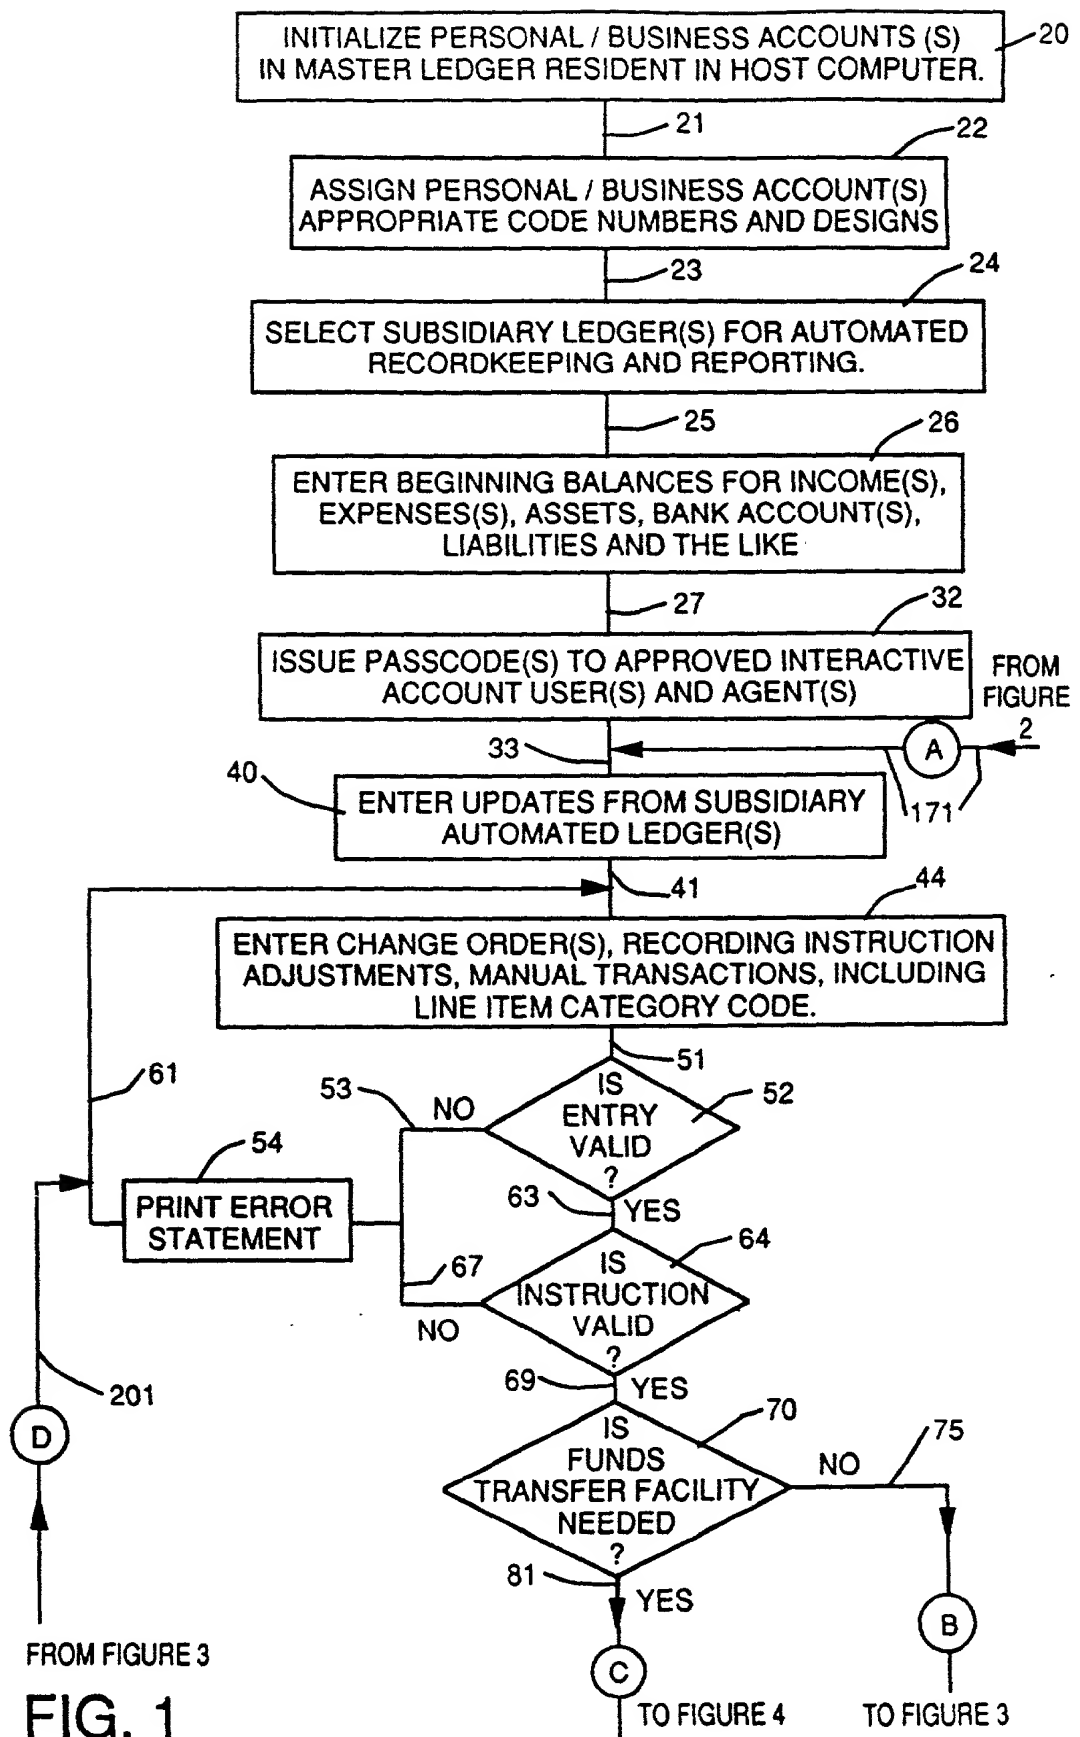 INITIALIZE PERSONAL / BUSINESS ACCOUNTS (S)
IN MASTER LEDGER RESIDENT IN HOST COMPUTER.
20
21
22
ASSIGN PERSONAL / BUSINESS ACCOUNT(S)
APPROPRIATE CODE NUMBERS AND DESIGNS
23
24
SELECT SUBSIDIARY LEDGER(S) FOR AUTOMATED
RECORDKEEPING AND REPORTING.
25
26
ENTER BEGINNING BALANCES FOR INCOME(S),
EXPENSES(S), ASSETS, BANK ACCOUNT(S),
LIABILITIES AND THE LIKE
27
32
ISSUE PASSCODE(S) TO APPROVED INTERACTIVE
ACCOUNT USER(S) AND AGENT(S)
FROM
FIGURE
2
A
171
33
40
ENTER UPDATES FROM SUBSIDIARY
AUTOMATED LEDGER(S)
41
44
ENTER CHANGE ORDER(S), RECORDING INSTRUCTION
ADJUSTMENTS, MANUAL TRANSACTIONS, INCLUDING
LINE ITEM CATEGORY CODE.
51
61
53
NO
IS
ENTRY
VALID
?
52
54
PRINT ERROR
STATEMENT
63
YES
64
67
NO
IS
INSTRUCTION
VALID
?
69
YES
201
D
70
IS
FUNDS
TRANSFER FACILITY
NEEDED
?
NO
75
81
YES
B
C
FROM FIGURE 3
TO FIGURE 4
TO FIGURE 3
FIG. 1